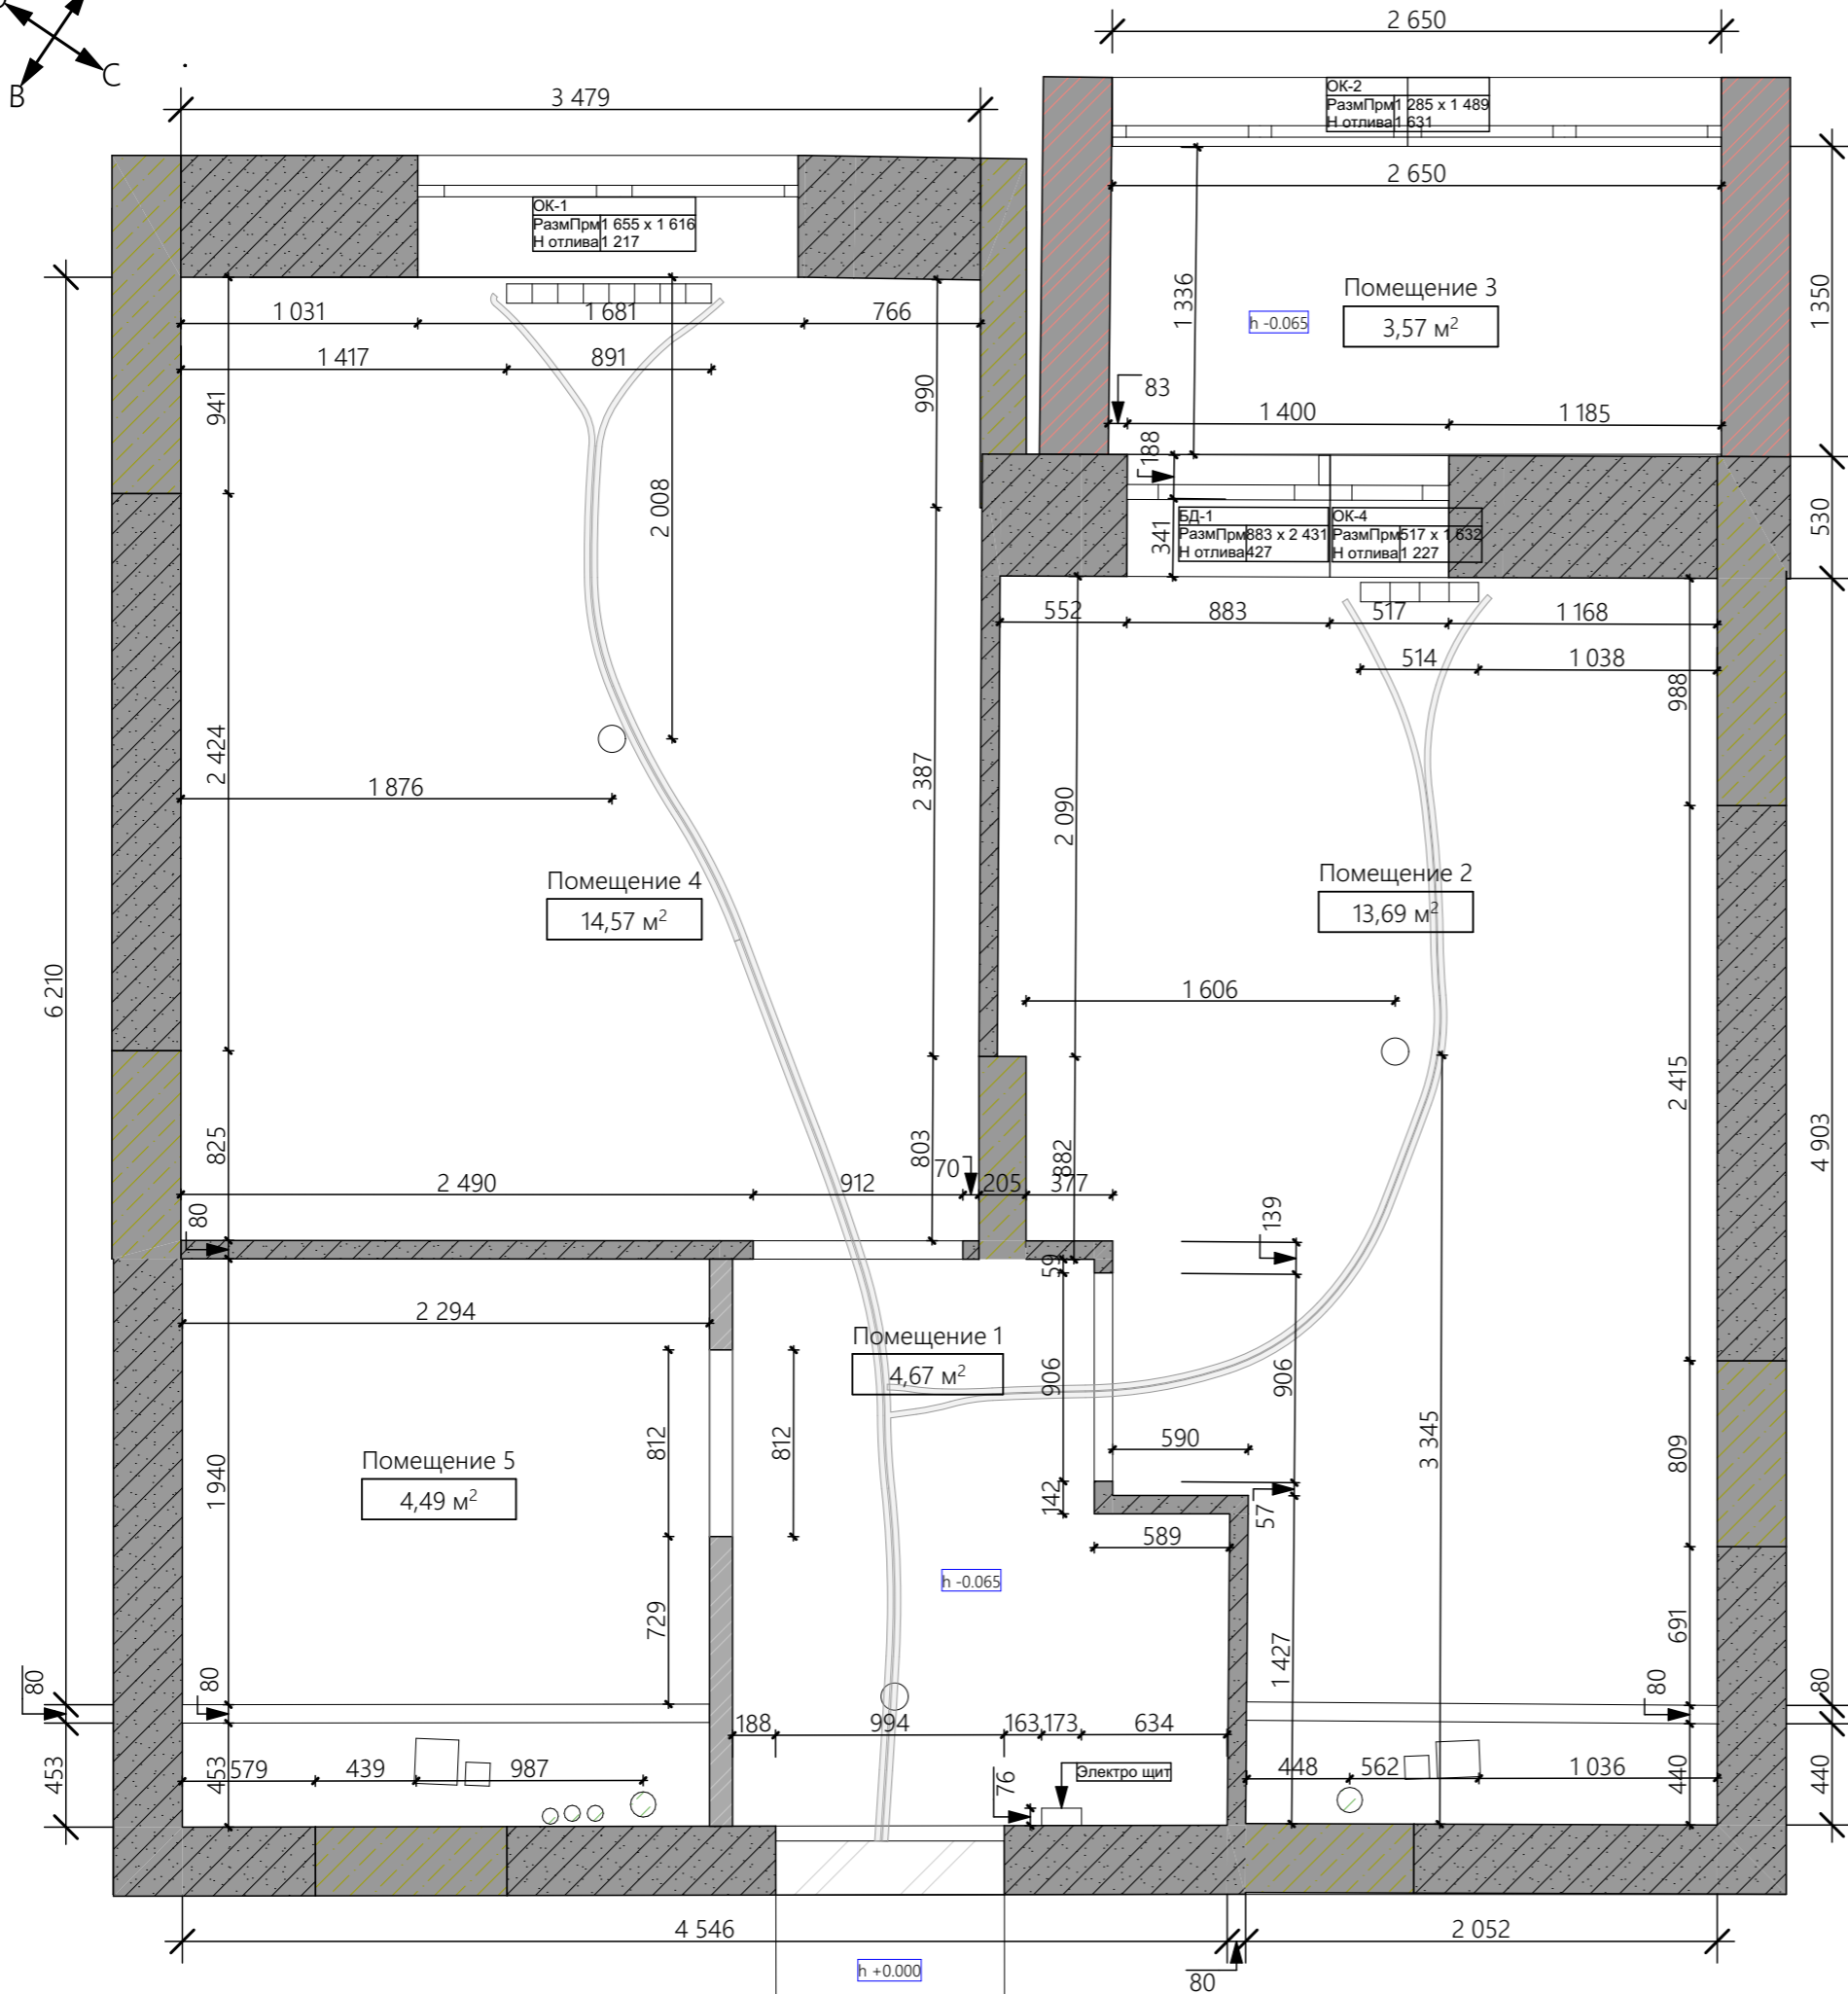 С
В
2 650
3 479
ОК-2
РазмПрм 1 285 x 1 489
Н отлива 1 631
2 650
ОК-1
РазмПрм 1 655 x 1 616
Н отлива 1 217
Помещение 3
3,57 м²
h -0.065
1 336
1 350
1 031
1 681
766
1 417
891
941
990
83
1 400
1 185
188
2 008
530
341
БД-1
РазмПрм 883 x 2 431
Н отлива 427
ОК-4
РазмПрм 517 x 1 632
Н отлива 1 227
552
883
517
1 168
514
1 038
988
2 424
2 387
2 090
1 876
Помещение 4
14,57 м²
Помещение 2
13,69 м²
6 210
1 606
2 415
4 903
825
803
882
70
2 490
912
205
377
80
139
59
2 294
Помещение 1
4,67 м²
906
906
812
812
590
3 345
809
Помещение 5
4,49 м²
1 940
142
57
589
h -0.065
729
1 427
691
80
80
80
80
188
994
163
173
634
453
453
579
439
987
76
Электро щит
448
562
1 036
440
440
4 546
2 052
h +0.000
80